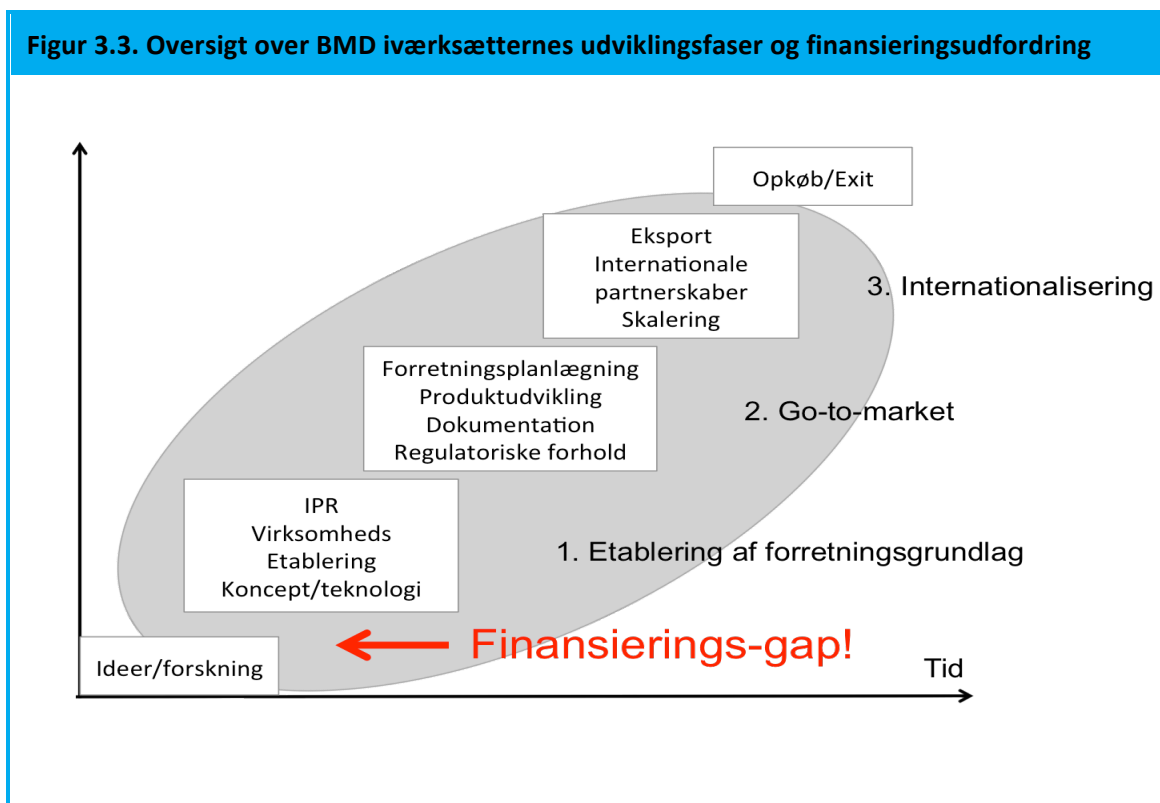 Figur 3.3. Oversigt over BMD iværksætternes udviklingsfaser og finansieringsudfordring
Opkøb/Exit
Eksport
Internationale
partnerskaber
Skalering
3. Internationalisering
Forretningsplanlægning
Produktudvikling
Dokumentation
Regulatoriske forhold
2. Go-to-market
IPR
Virksomheds
Etablering
Koncept/teknologi
1. Etablering af forretningsgrundlag
Finansierings-gap!
Ideer/forskning
Tid